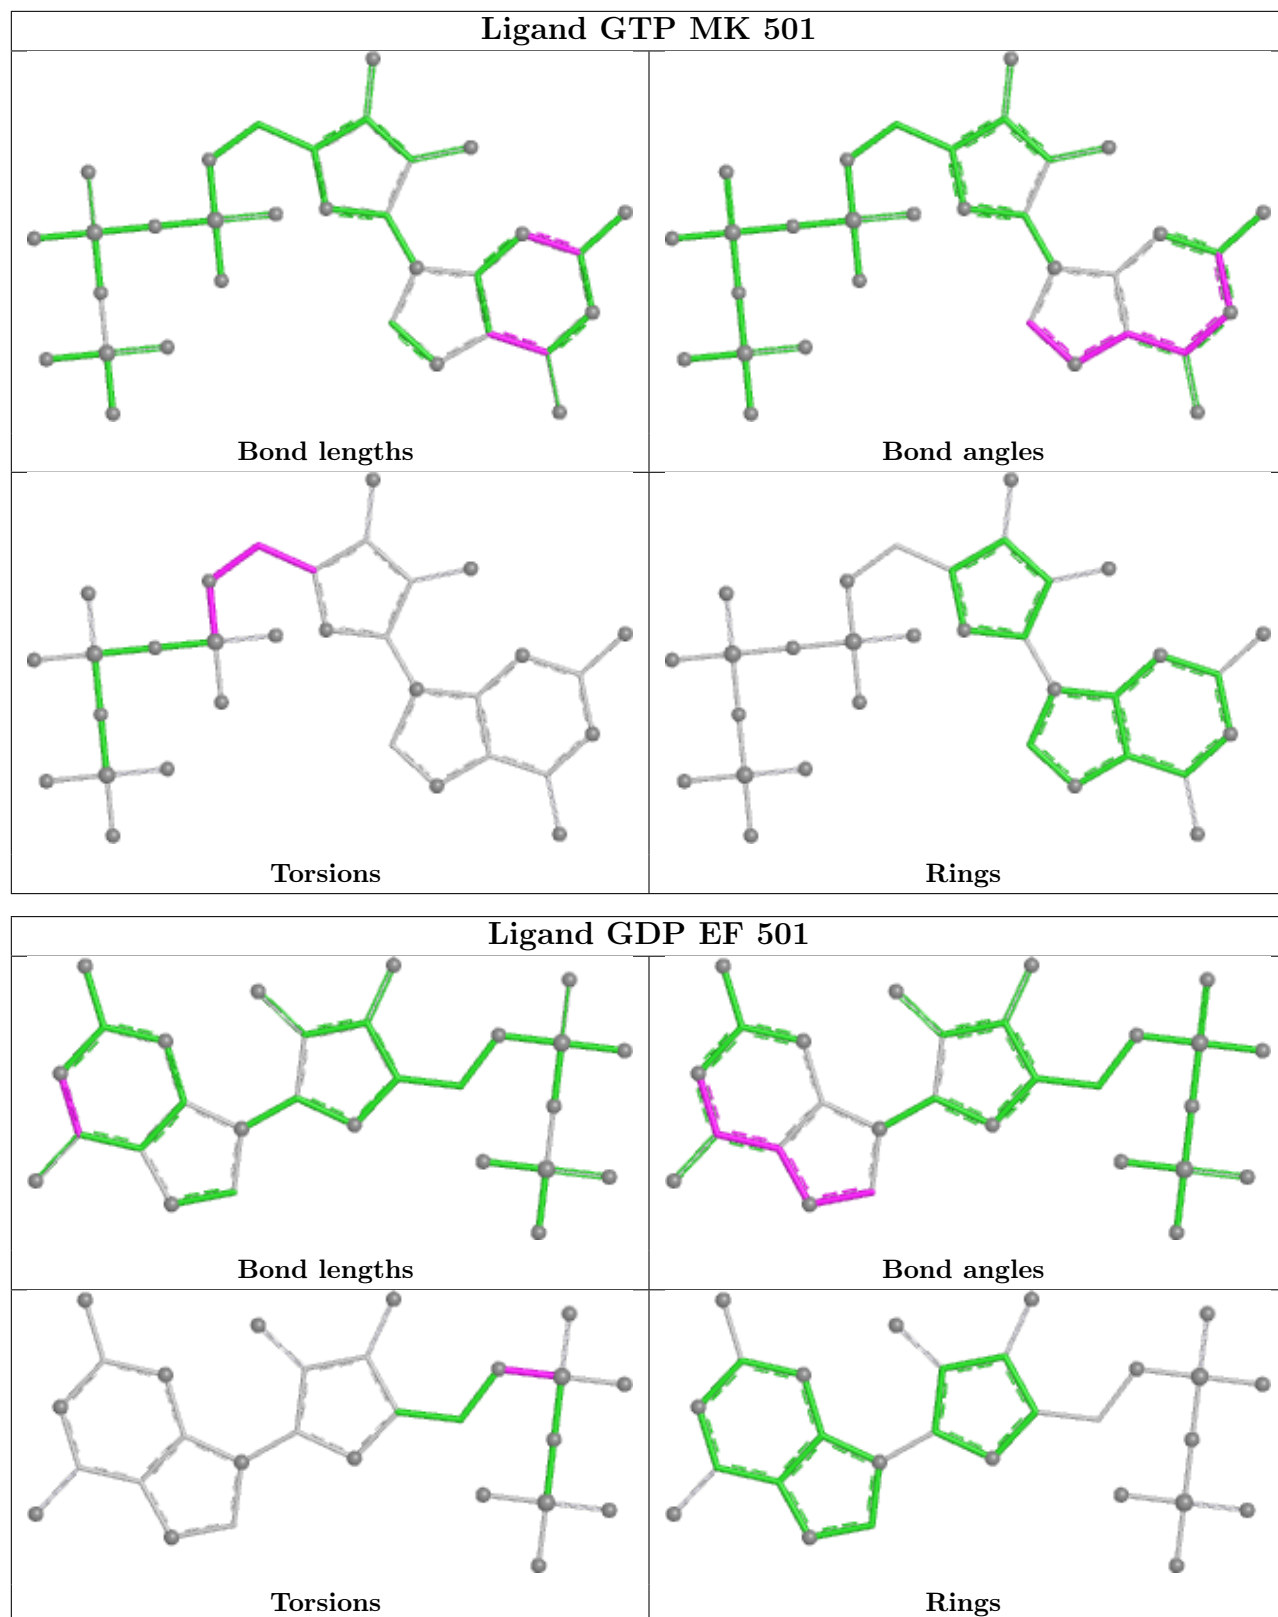 Ligand GTP MK 501
Bond lengths
Bond angles
Torsions
Rings
Ligand GDP EF 501
Bond lengths
Bond angles
Torsions
Rings